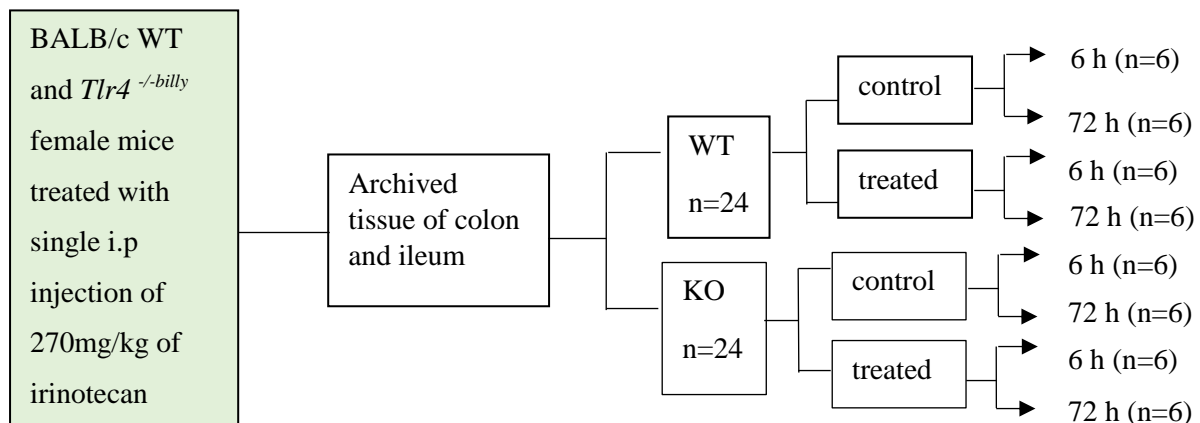 BALB/c WT
and Tlr4 -/-billy
female mice
treated with
single i.p
injection of
270mg/kg of
irinotecan
Archived
tissue of colon
and ileum
WT
n=24
KO
n=24
control
treated
control
treated
6 h (n=6)
72 h (n=6)
6 h (n=6)
72 h (n=6)
6 h (n=6)
72 h (n=6)
6 h (n=6)
72 h (n=6)